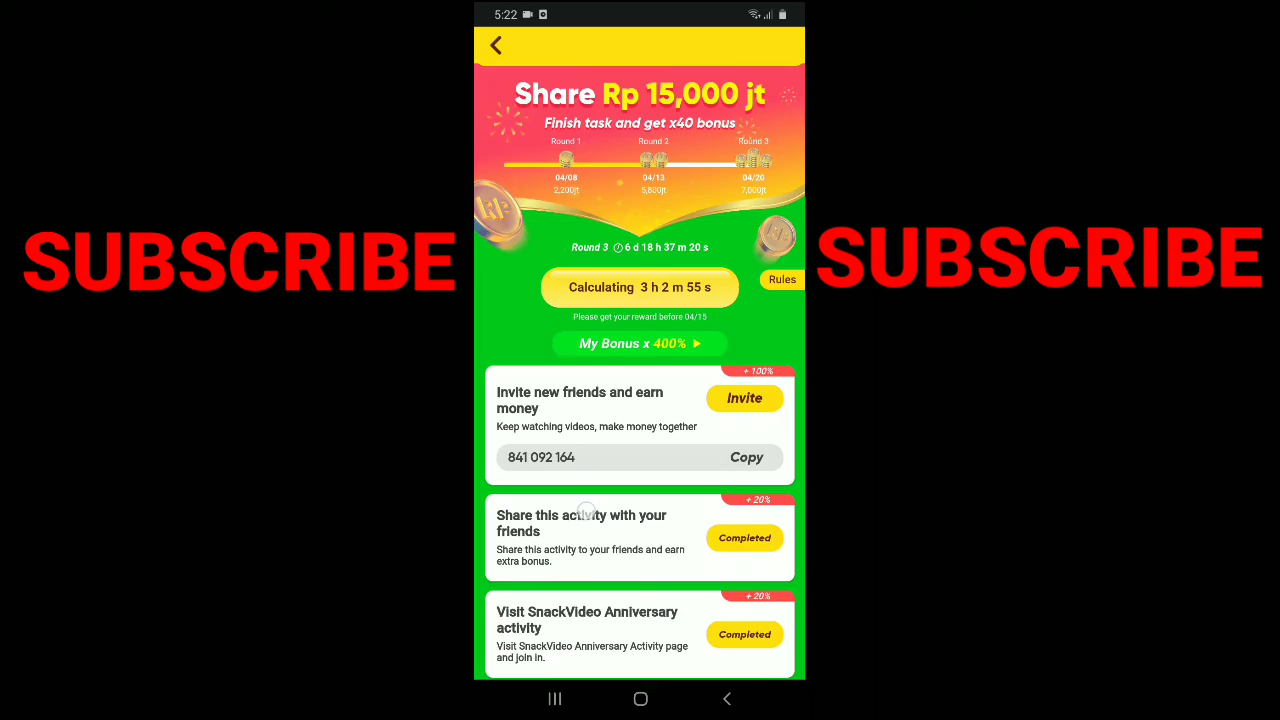 5:22
Share Rp 15,000 jt
Finish task and get x40 bonus
Round 1 Round 2 Round 3
04/08 04/13 04/20
2,200jt 5,800jt 7,000jt
Round 3 6 d 18 h 37 m 20 s
Calculating 3 h 2 m 55 s
Rules
Please get your reward before 04/15
My Bonus x 400%
+ 100%
Invite new friends and earn
money
Invite
Keep watching videos, make money together
841 092 164 Copy
+ 20%
Share this activity with your
friends
Completed
Share this activity to your friends and earn
extra bonus.
+ 20%
Visit SnackVideo Anniversary
activity
Completed
Visit SnackVideo Anniversary Activity page
and join in.
SUBSCRIBE
SUBSCRIBE